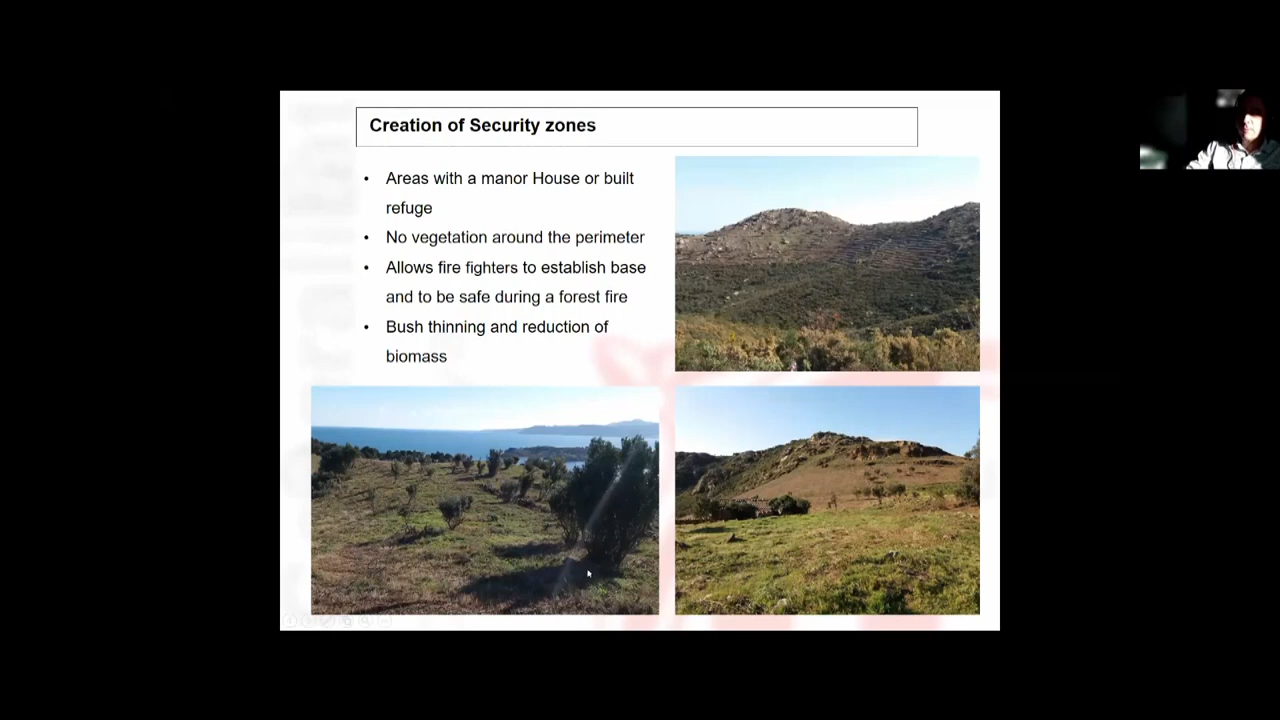 Creation of Security zones
• Areas with a manor House or built
refuge
• No vegetation around the perimeter
• Allows fire fighters to establish base
and to be safe during a forest fire
• Bush thinning and reduction of
biomass